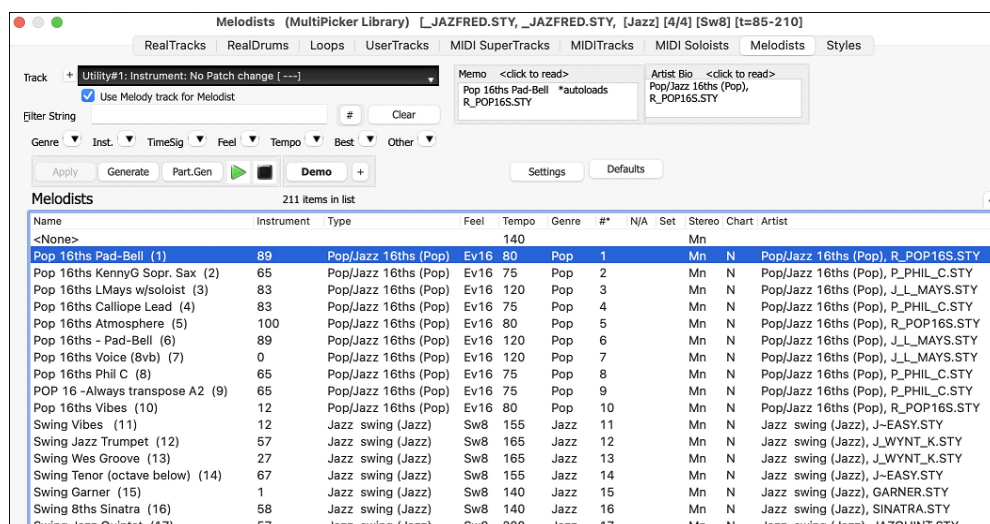 Melodists (MultiPicker Library) [_JAZFRED.STY, _JAZFRED.STY, [Jazz] [4/4] [Sw8] [t=85-210]
RealTracks RealDrums Loops UserTracks MIDI SuperTracks MIDITracks MIDI Soloists Melodists Styles
Track + Utility#1: Instrument: No Patch change [ ---]
Use Melody track for Melodist
Filter String # Clear
Memo <click to read>
Pop 16ths Pad-Bell *autoloads
R_POP16S.STY
Artist Bio <click to read>
Pop/Jazz 16ths (Pop),
R_POP16S.STY
Genre Inst. TimeSig Feel Tempo Best Other
Apply Generate Part.Gen Demo + Settings Defaults
Melodists 211 items in list
Name Instrument Type Feel Tempo Genre #* N/A Set Stereo Chart Artist
<None> 140 Mn
Pop 16ths Pad-Bell (1) 89 Pop/Jazz 16ths (Pop) Ev16 80 Pop 1 Mn N Pop/Jazz 16ths (Pop), R_POP16S.STY
Pop 16ths KennyG Sopr. Sax (2) 65 Pop/Jazz 16ths (Pop) Ev16 75 Pop 2 Mn N Pop/Jazz 16ths (Pop), P_PHIL_C.STY
Pop 16ths LMays w/soloist (3) 83 Pop/Jazz 16ths (Pop) Ev16 120 Pop 3 Mn N Pop/Jazz 16ths (Pop), J_L_MAYS.STY
Pop 16ths Calliope Lead (4) 83 Pop/Jazz 16ths (Pop) Ev16 75 Pop 4 Mn N Pop/Jazz 16ths (Pop), P_PHIL_C.STY
Pop 16ths Atmosphere (5) 100 Pop/Jazz 16ths (Pop) Ev16 80 Pop 5 Mn N Pop/Jazz 16ths (Pop), R_POP16S.STY
Pop 16ths - Pad-Bell (6) 89 Pop/Jazz 16ths (Pop) Ev16 120 Pop 6 Mn N Pop/Jazz 16ths (Pop), J_L_MAYS.STY
Pop 16ths Voice (8vb) (7) 0 Pop/Jazz 16ths (Pop) Ev16 120 Pop 7 Mn N Pop/Jazz 16ths (Pop), J_L_MAYS.STY
Pop 16ths Phil C (8) 65 Pop/Jazz 16ths (Pop) Ev16 75 Pop 8 Mn N Pop/Jazz 16ths (Pop), P_PHIL_C.STY
POP 16 -Always transpose A2 (9) 65 Pop/Jazz 16ths (Pop) Ev16 75 Pop 9 Mn N Pop/Jazz 16ths (Pop), P_PHIL_C.STY
Pop 16ths Vibes (10) 12 Pop/Jazz 16ths (Pop) Ev16 80 Pop 10 Mn N Pop/Jazz 16ths (Pop), R_POP16S.STY
Swing Vibes (11) 12 Jazz swing (Jazz) Sw8 155 Jazz 11 Mn N Jazz swing (Jazz), J~EASY.STY
Swing Jazz Trumpet (12) 57 Jazz swing (Jazz) Sw8 165 Jazz 12 Mn N Jazz swing (Jazz), J_WYNT_K.STY
Swing Wes Groove (13) 27 Jazz swing (Jazz) Sw8 165 Jazz 13 Mn N Jazz swing (Jazz), J_WYNT_K.STY
Swing Tenor (octave below) (14) 67 Jazz swing (Jazz) Sw8 155 Jazz 14 Mn N Jazz swing (Jazz), J~EASY.STY
Swing Garner (15) 1 Jazz swing (Jazz) Sw8 140 Jazz 15 Mn N Jazz swing (Jazz), GARNER.STY
Swing 8ths Sinatra (16) 58 Jazz swing (Jazz) Sw8 140 Jazz 16 Mn N Jazz swing (Jazz), SINATRA.STY